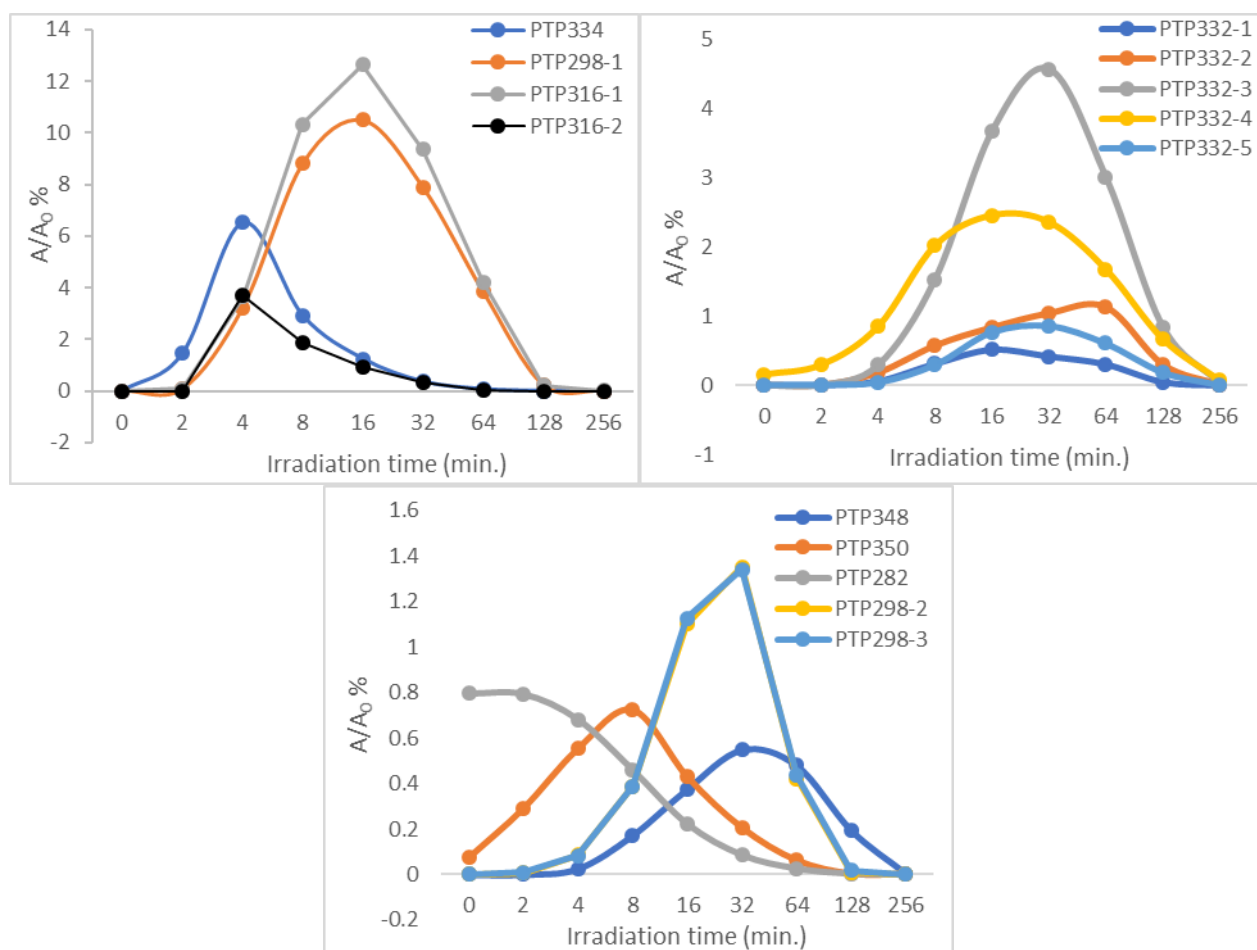 14
12
10
8
6
4
2
0
-2
A/A₀ %
PTP334
PTP298-1
PTP316-1
PTP316-2
0 2 4 8 16 32 64 128 256
Irradiation time (min.)
5
4
3
2
1
0
-1
A/A₀ %
PTP332-1
PTP332-2
PTP332-3
PTP332-4
PTP332-5
0 2 4 8 16 32 64 128 256
Irradiation time (min.)
1.6
1.4
1.2
1
0.8
0.6
0.4
0.2
0
-0.2
A/A₀ %
PTP348
PTP350
PTP282
PTP298-2
PTP298-3
0 2 4 8 16 32 64 128 256
Irradiation time (min.)